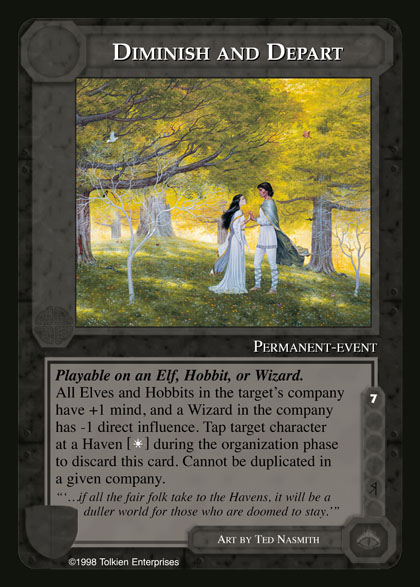 DIMINISH AND DEPART
PERMANENT-EVENT
Playable on an Elf, Hobbit, or Wizard.
All Elves and Hobbits in the target's company
have +1 mind, and a Wizard in the company
has -1 direct influence. Tap target character
at a Haven [☀] during the organization phase
to discard this card. Cannot be duplicated in
a given company.
"'…if all the fair folk take to the Havens, it will be a
duller world for those who are doomed to stay.'"
7
ART BY TED NASMITH
©1998 Tolkien Enterprises